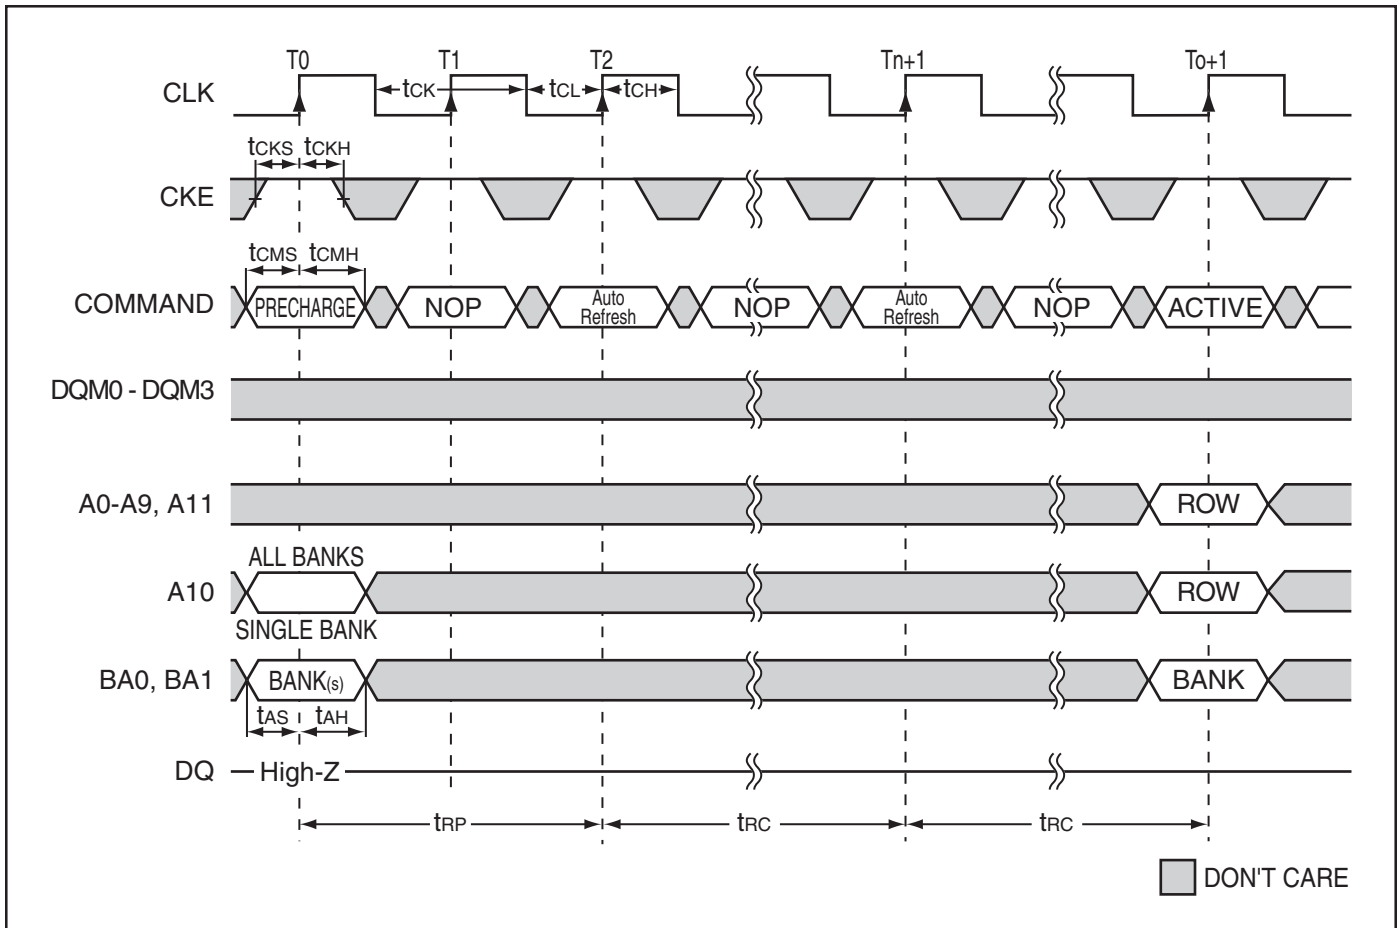 T0 T1 T2 Tn+1 To+1
CLK tCK tCL tCH
tCKS tCKH
CKE
tCMS tCMH
COMMAND PRECHARGE NOP Auto Refresh NOP Auto Refresh NOP ACTIVE
DQM0 - DQM3
A0-A9, A11 ROW
ALL BANKS
A10 ROW
SINGLE BANK
BA0, BA1 BANK(s) BANK
tAS tAH
DQ High-Z
tRP tRC tRC
DON'T CARE